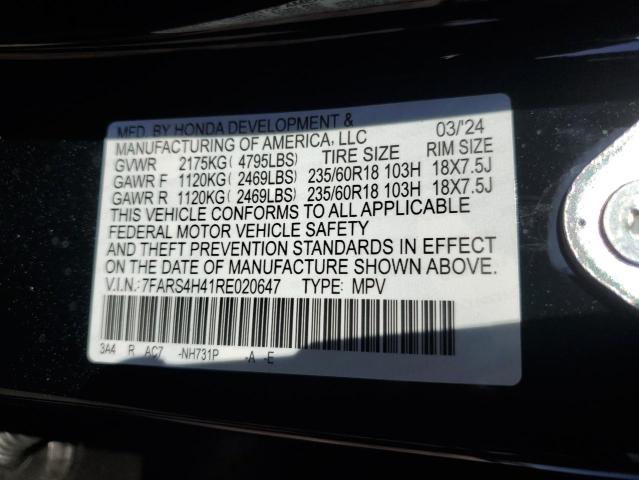 MFD. BY HONDA DEVELOPMENT &
MANUFACTURING OF AMERICA, LLC 03/'24
GVWR 2175KG( 4795LBS) TIRE SIZE RIM SIZE
GAWR F 1120KG( 2469LBS) 235/60R18 103H 18X7.5J
GAWR R 1120KG( 2469LBS) 235/60R18 103H 18X7.5J
THIS VEHICLE CONFORMS TO ALL APPLICABLE
FEDERAL MOTOR VEHICLE SAFETY
AND THEFT PREVENTION STANDARDS IN EFFECT
ON THE DATE OF MANUFACTURE SHOWN ABOVE.
V.I.N.: 7FARS4H41RE020647 TYPE: MPV
3A4 R AC7 -NH731P -A -E